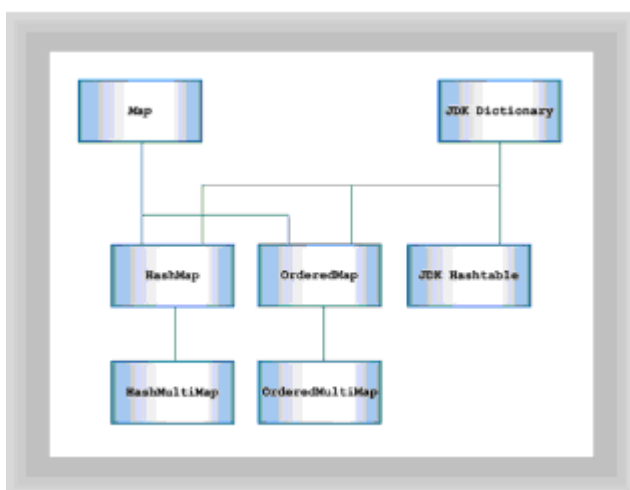 Map
JDK Dictionary
HashMap
OrderedMap
JDK Hashtable
HashMultiMap
OrderedMultiMap